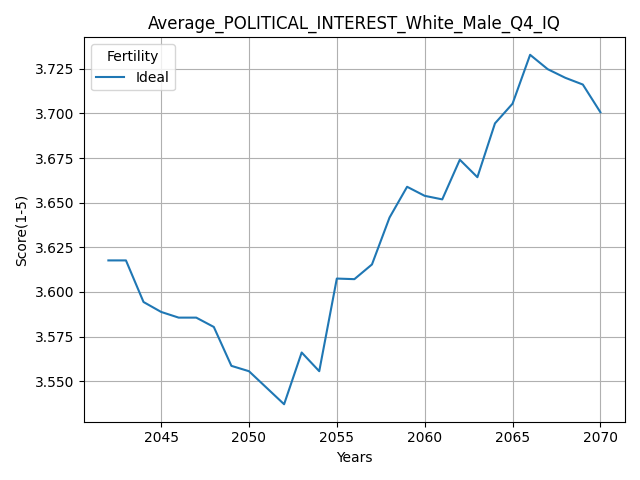 Average_POLITICAL_INTEREST_White_Male_Q4_IQ
Fertility
Ideal
3.725
3.700
3.675
3.650
3.625
3.600
3.575
3.550
Score(1-5)
2045 2050 2055 2060 2065 2070
Years